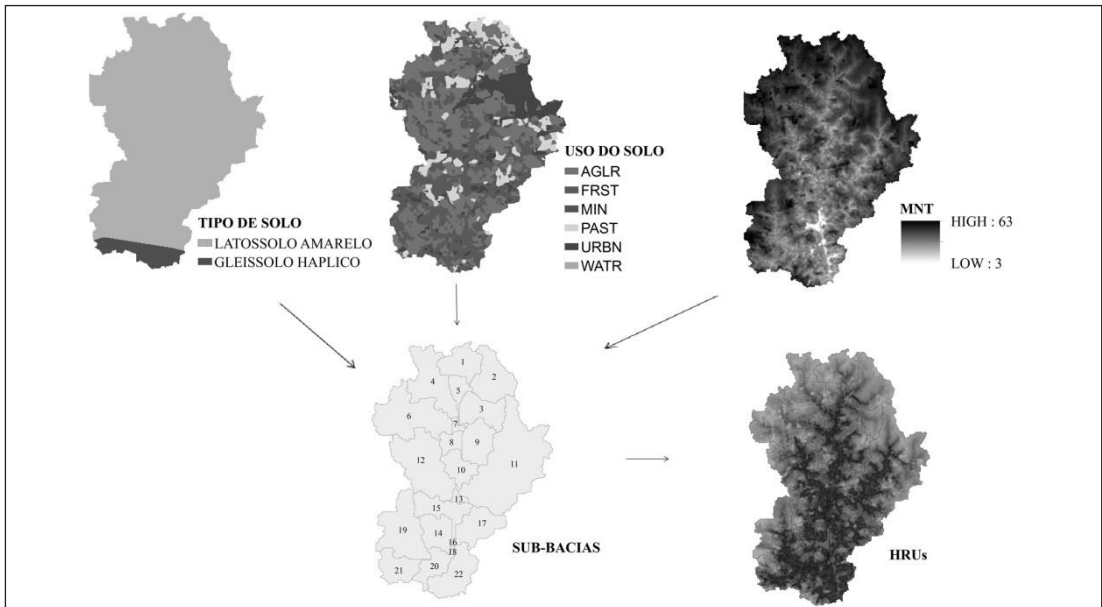 TIPO DE SOLO
LATOSSOLO AMARELO
GLEISSOLO HAPLICO
USO DO SOLO
AGLR
FRST
MIN
PAST
URBN
WATR
MNT
HIGH : 63
LOW : 3
1
2
4
5
3
6
7
8
9
12
11
10
13
15
17
19
14
16
18
20
21
22
SUB-BACIAS
HRUs